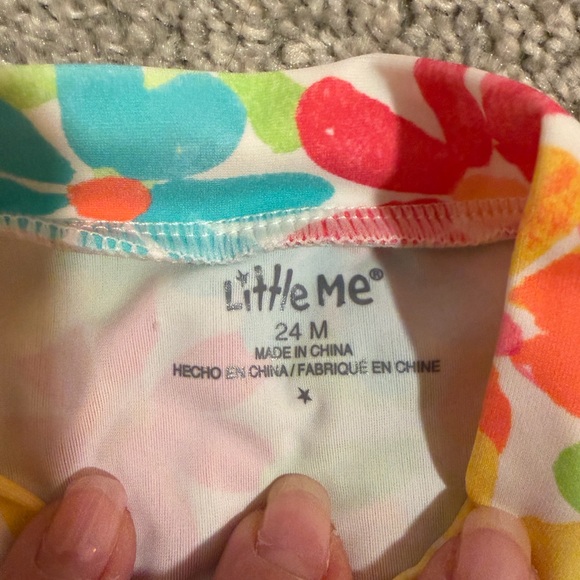 Little Me®
24 M
MADE IN CHINA
HECHO EN CHINA / FABRIQUÉ EN CHINE